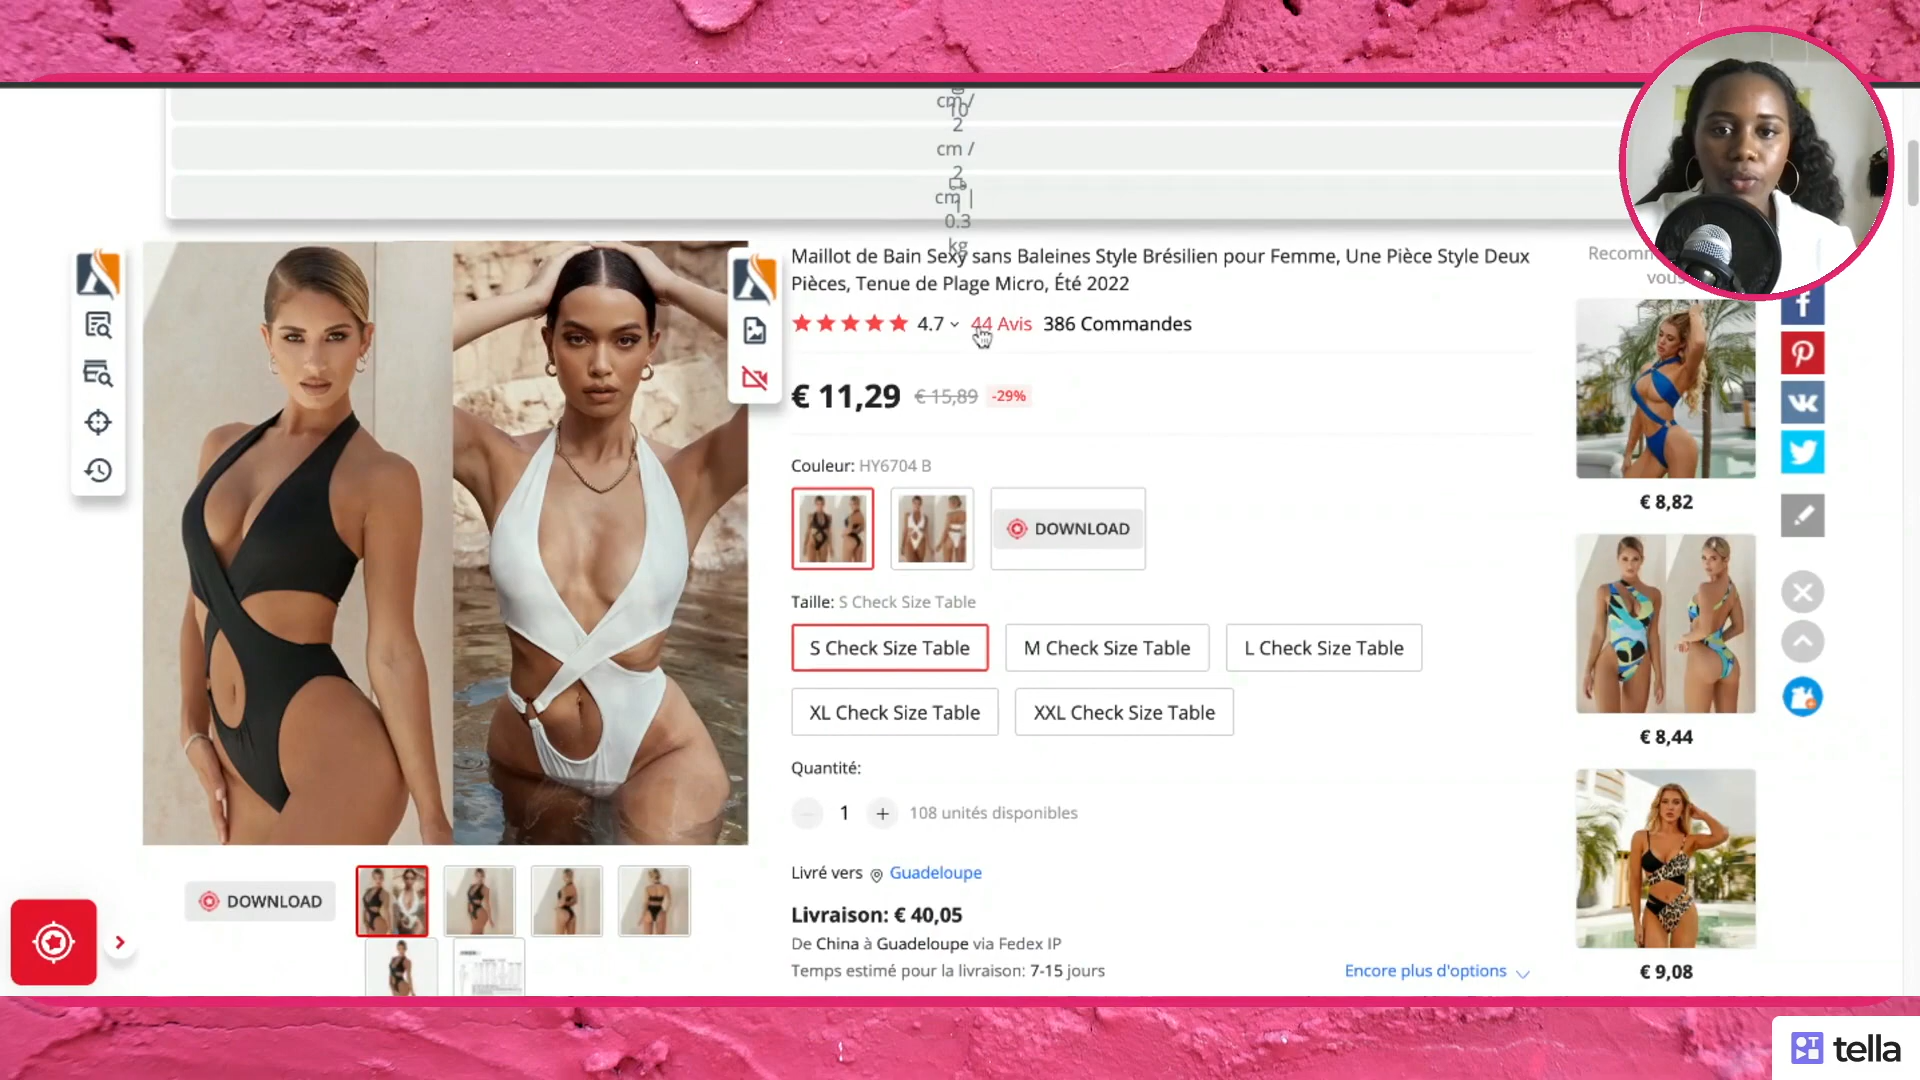 cm /
10
2
cm /
2
cm |
1
0.3
kg
Maillot de Bain Sexy sans Baleines Style Brésilien pour Femme, Une Pièce Style Deux
Pièces, Tenue de Plage Micro, Été 2022
4.7 44 Avis 386 Commandes
€ 11,29 € 15,89 -29%
Couleur: HY6704 B
DOWNLOAD
Taille: S Check Size Table
S Check Size Table M Check Size Table L Check Size Table
XL Check Size Table XXL Check Size Table
Quantité:
1 + 108 unités disponibles
Livré vers Guadeloupe
Livraison: € 40,05
De China à Guadeloupe via Fedex IP
Temps estimé pour la livraison: 7-15 jours
Encore plus d'options
DOWNLOAD
vous
€ 8,82
€ 8,44
€ 9,08
tella